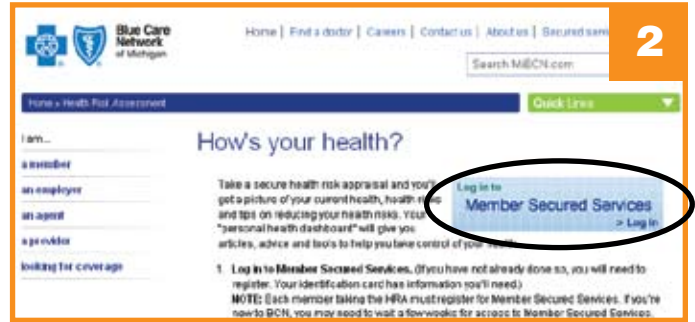 2
Blue Care
Network
of Michigan
Home | Find a doctor | Careers | Contact us | About us | Secured
Search MiBCN.com
Home » Health Risk Assessment
Quick Links
I am...
a member
an employer
an agent
a provider
looking for coverage
How's your health?
Take a secure health risk appraisal and you'll
get a picture of your current health, health risks
and tips on reducing your health risks. Your
"personal health dashboard" will give you
articles, advice and tools to help you take control of your health.
Log in to
Member Secured Services
> Log in
1. Log in to Member Secured Services. (If you have not already done so, you will need to
register. Your identification card has information you'll need.)
NOTE: Each member taking the HRA must register for Member Secured Services. If you're
new to BCN, you may need to wait a few weeks for access to Member Secured Services.